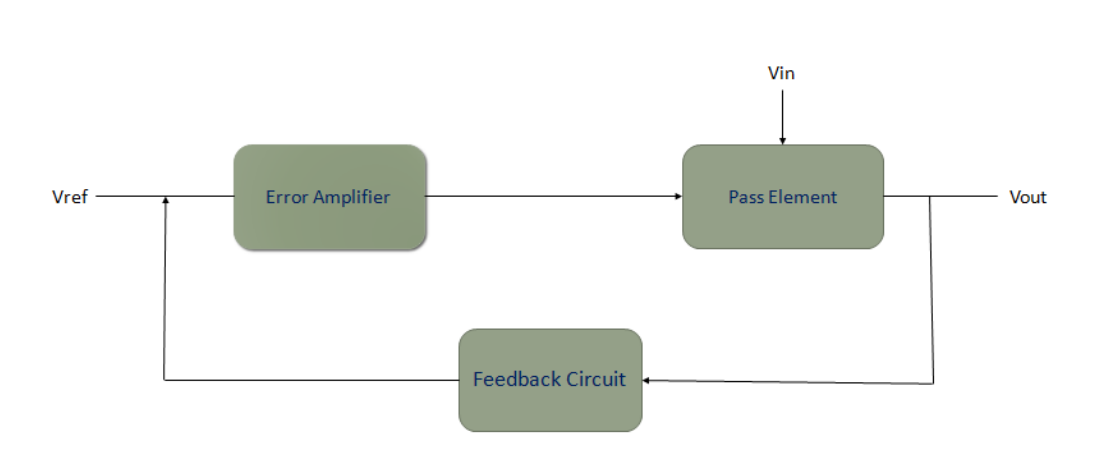 Vin
Vref
Error Amplifier
Pass Element
Vout
Feedback Circuit